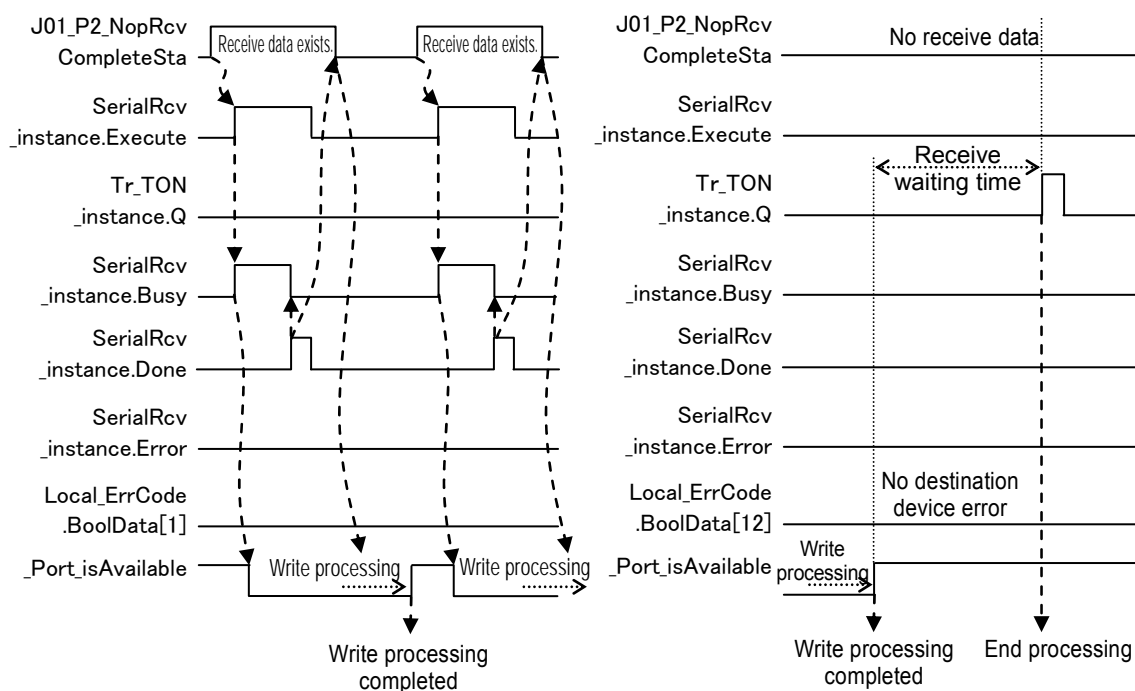 J01_P2_NopRcv
CompleteSta
Receive data exists.
Receive data exists.
SerialRcv
_instance.Execute
Tr_TON
_instance.Q
SerialRcv
_instance.Busy
SerialRcv
_instance.Done
SerialRcv
_instance.Error
Local_ErrCode
.BoolData[1]
_Port_isAvailable
Write processing
Write processing
Write processing
completed
J01_P2_NopRcv
CompleteSta
No receive data
SerialRcv
_instance.Execute
Receive
waiting time
Tr_TON
_instance.Q
SerialRcv
_instance.Busy
SerialRcv
_instance.Done
SerialRcv
_instance.Error
Local_ErrCode
.BoolData[12]
No destination
device error
_Port_isAvailable
Write
processing
Write processing
completed
End processing